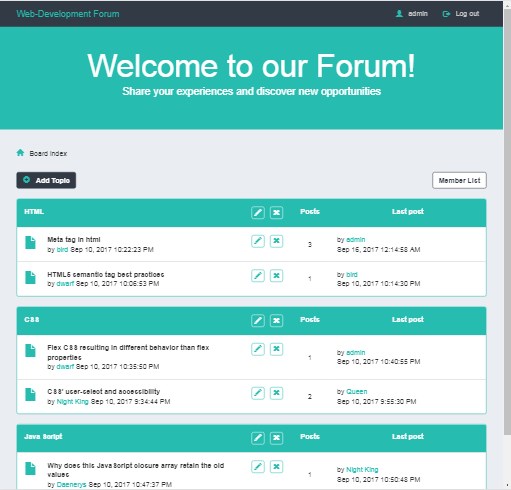 Web-Development Forum
admin
Log out
Welcome to our Forum!
Share your experiences and discover new opportunities
Board Index
Add Topic
Member List
HTML Posts Last post
Meta tag in html
by bird Sep 10, 2017 10:22:23 PM
3
by admin
Sep 16, 2017 12:14:58 AM
HTML5 semantic tag best practices
by dwarf Sep 10, 2017 10:06:53 PM
1
by bird
Sep 10, 2017 10:14:30 PM
CSS Posts Last post
Flex CSS resulting in different behavior than flex
properties
by dwarf Sep 10, 2017 10:35:50 PM
1
by admin
Sep 10, 2017 10:40:55 PM
CSS' user-select and accessibility
by Night King Sep 10, 2017 9:34:44 PM
2
by Queen
Sep 10, 2017 9:55:30 PM
Java Script Posts Last post
Why does this JavaScript closure array retain the old
values
by Daenerys Sep 10, 2017 10:47:37 PM
1
by Night King
Sep 10, 2017 10:50:48 PM